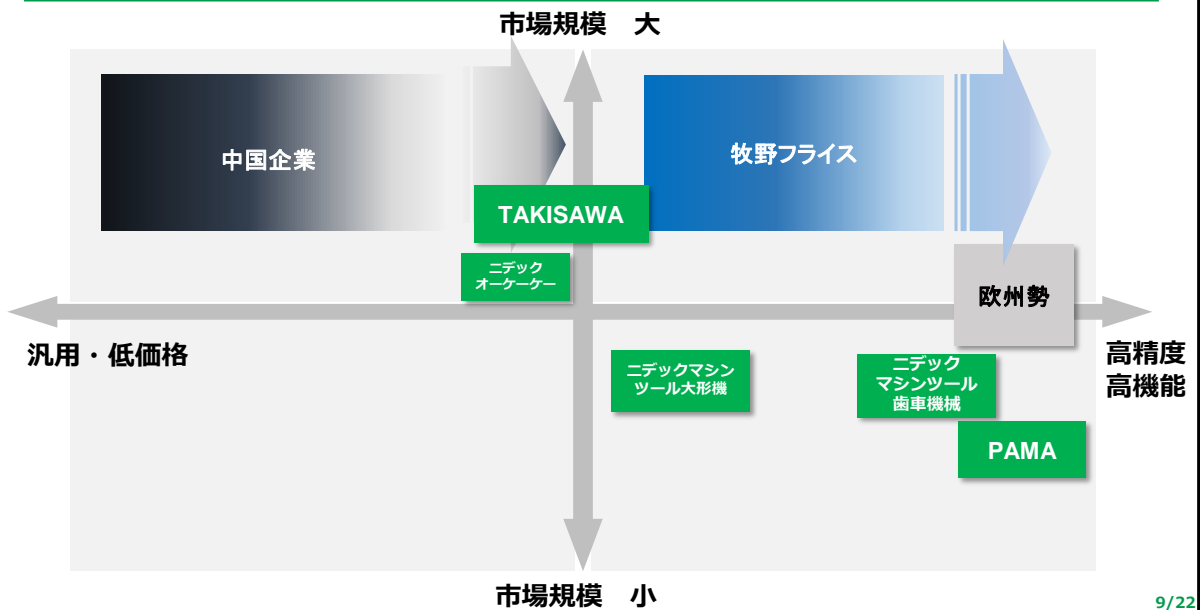 市場規模 大
中国企業
牧野フライス
TAKISAWA
ニデック
オーケーケー
欧州勢
汎用・低価格
高精度
高機能
ニデックマシン
ツール大形機
ニデック
マシンツール
歯車機械
PAMA
市場規模 小
9/22